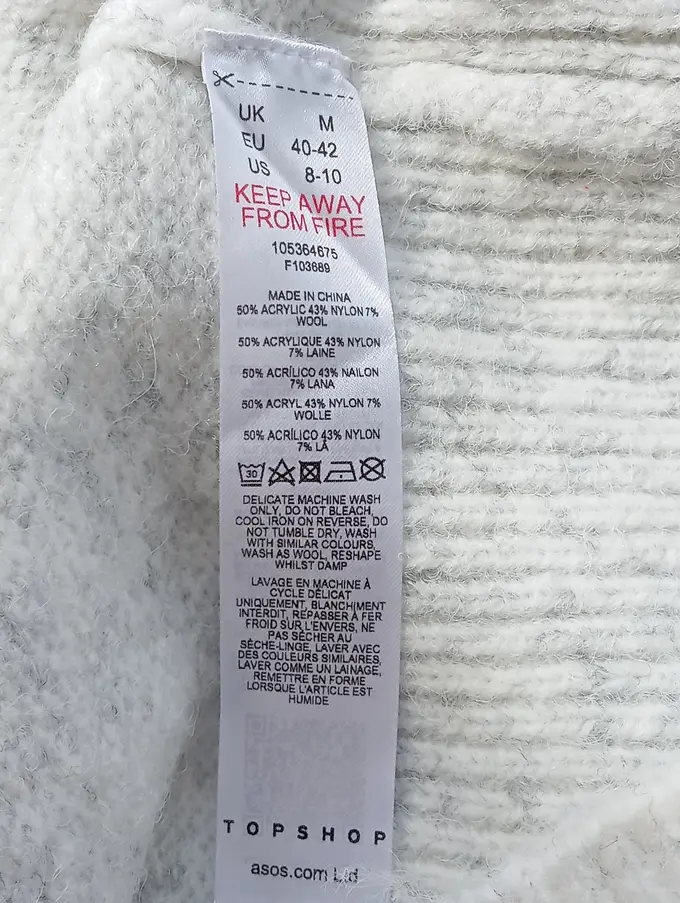 UK M
EU 40-42
US 8-10
KEEP AWAY
FROM FIRE
105364675
F103689
MADE IN CHINA
50% ACRYLIC 43% NYLON 7%
WOOL
50% ACRYLIQUE 43% NYLON
7% LAINE
50% ACRÍLICO 43% NAILON
7% LANA
50% ACRYL 43% NYLON 7%
WOLLE
50% ACRÍLICO 43% NYLON
7% LÃ
30
DELICATE MACHINE WASH
ONLY, DO NOT BLEACH,
COOL IRON ON REVERSE, DO
NOT TUMBLE DRY, WASH
WITH SIMILAR COLOURS,
WASH AS WOOL, RESHAPE
WHILST DAMP
LAVAGE EN MACHINE À
CYCLE DÉLICAT
UNIQUEMENT, BLANCHIMENT
INTERDIT, REPASSER À FER
FROID SUR L'ENVERS, NE
PAS SÉCHER AU
SÈCHE-LINGE, LAVER AVEC
DES COULEURS SIMILAIRES,
LAVER COMME UN LAINAGE,
REMETTRE EN FORME
LORSQUE L'ARTICLE EST
HUMIDE
TOPSHOP
asos.com Ltd